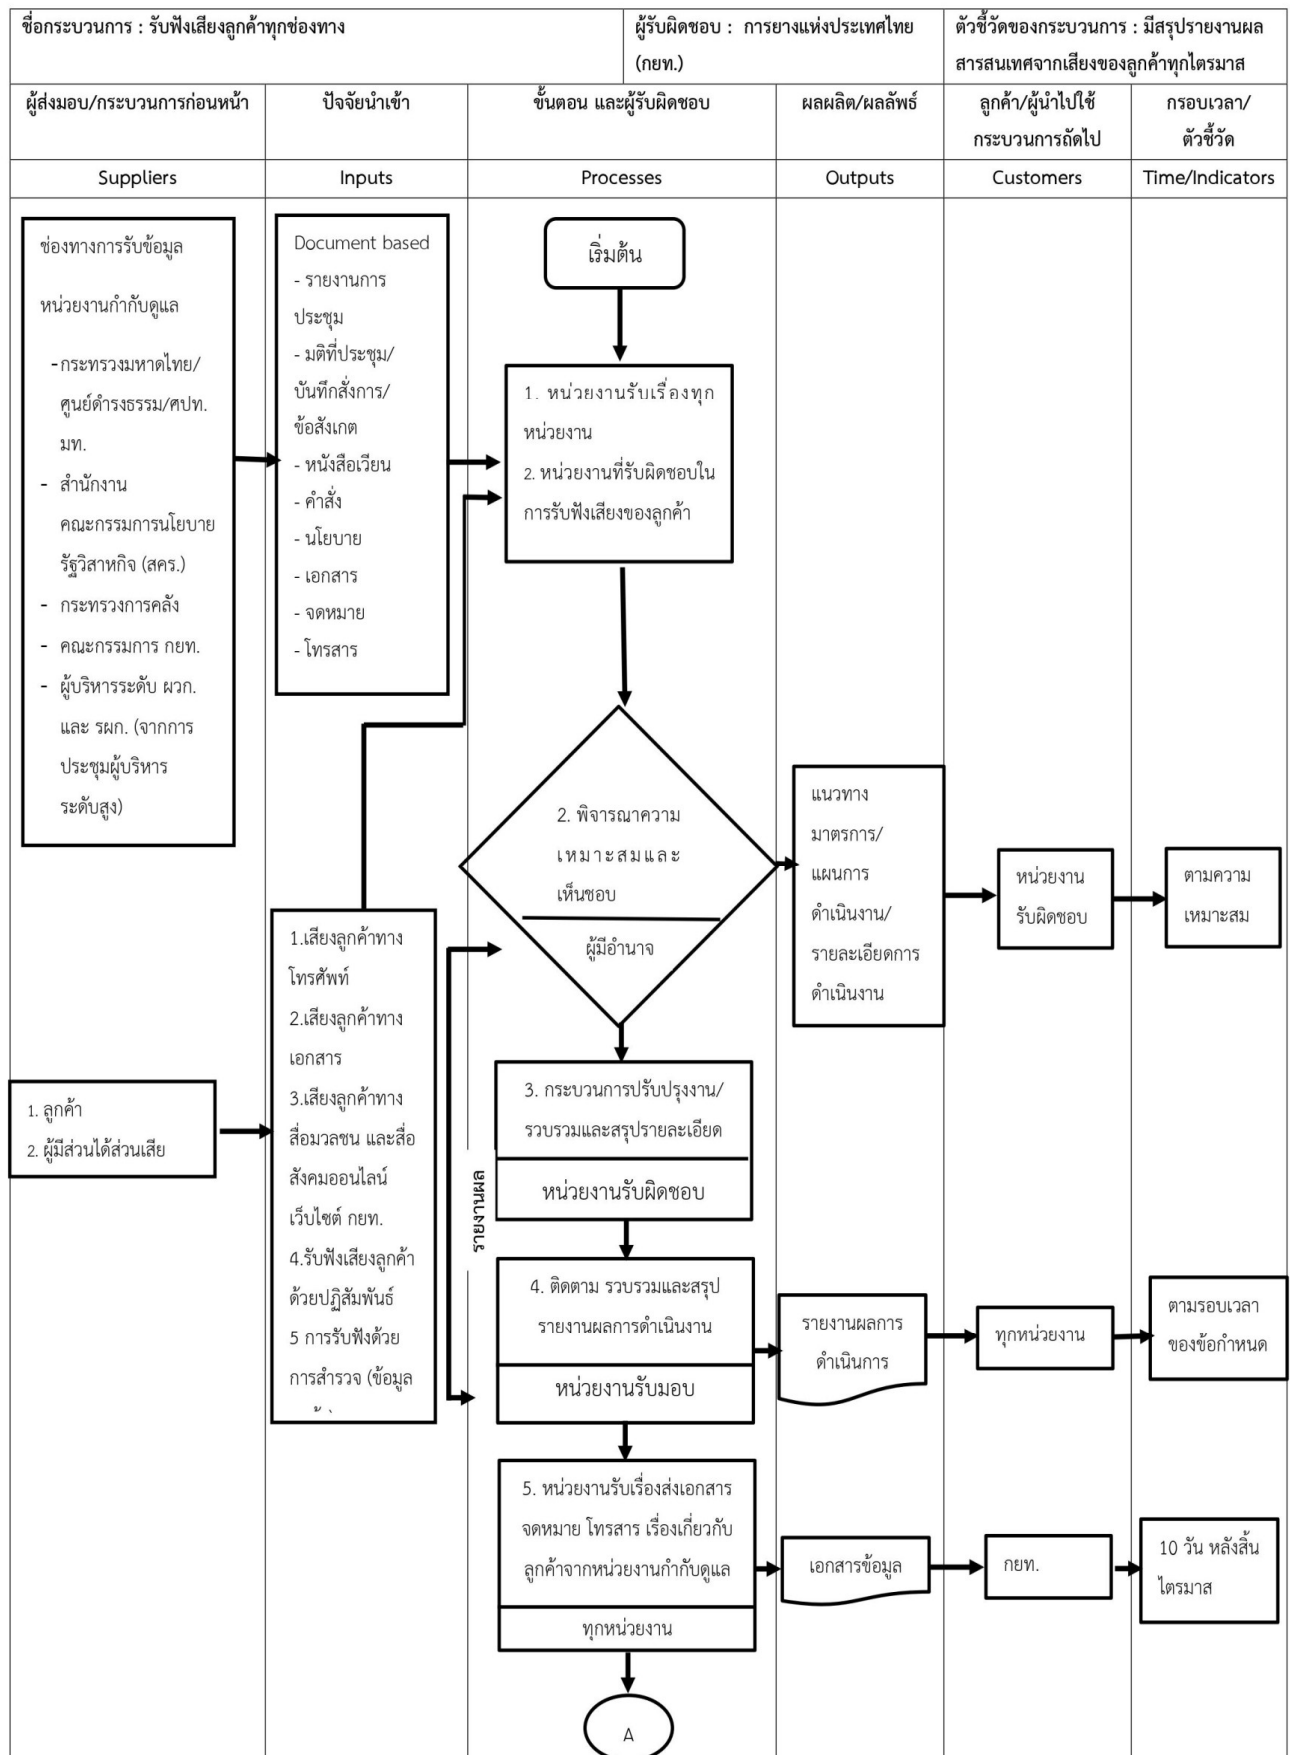 ชื่อกระบวนการ : รับฟังเสียงลูกค้าทุกช่องทาง
ผู้รับผิดชอบ : การยางแห่งประเทศไทย
(กยท.)
ตัวชี้วัดของกระบวนการ : มีสรุปรายงานผล
สารสนเทศจากเสียงของลูกค้าทุกไตรมาส
ผู้ส่งมอบ/กระบวนการก่อนหน้า
ปัจจัยนำเข้า
ขั้นตอน และผู้รับผิดชอบ
ผลผลิต/ผลลัพธ์
ลูกค้า/ผู้นำไปใช้
กระบวนการถัดไป
กรอบเวลา/
ตัวชี้วัด
Suppliers
Inputs
Processes
Outputs
Customers
Time/Indicators
ช่องทางการรับข้อมูล
หน่วยงานกำกับดูแล
-กระทรวงมหาดไทย/
ศูนย์ดำรงธรรม/ศปท.
มท.
- สำนักงาน
คณะกรรมการนโยบาย
รัฐวิสาหกิจ (สคร.)
- กระทรวงการคลัง
- คณะกรรมการ กยท.
- ผู้บริหารระดับ ผวก.
และ รผก. (จากการ
ประชุมผู้บริหาร
ระดับสูง)
Document based
- รายงานการ
ประชุม
- มติที่ประชุม/
บันทึกสั่งการ/
ข้อสังเกต
- หนังสือเวียน
- คำสั่ง
- นโยบาย
- เอกสาร
- จดหมาย
- โทรสาร
เริ่มต้น
1. หน่วยงานรับเรื่องทุก
หน่วยงาน
2. หน่วยงานที่รับผิดชอบใน
การรับฟังเสียงของลูกค้า
2. พิจารณาความ
เหมาะสมและ
เห็นชอบ
ผู้มีอำนาจ
แนวทาง
มาตรการ/
แผนการ
ดำเนินงาน/
รายละเอียดการ
ดำเนินงาน
หน่วยงาน
รับผิดชอบ
ตามความ
เหมาะสม
1. ลูกค้า
2. ผู้มีส่วนได้ส่วนเสีย
1.เสียงลูกค้าทาง
โทรศัพท์
2.เสียงลูกค้าทาง
เอกสาร
3.เสียงลูกค้าทาง
สื่อมวลชน และสื่อ
สังคมออนไลน์
เว็บไซต์ กยท.
4.รับฟังเสียงลูกค้า
ด้วยปฏิสัมพันธ์
5 การรับฟังด้วย
การสำรวจ (ข้อมูล
รายงานผล
3. กระบวนการปรับปรุงงาน/
รวบรวมและสรุปรายละเอียด
หน่วยงานรับผิดชอบ
4. ติดตาม รวบรวมและสรุป
รายงานผลการดำเนินงาน
หน่วยงานรับมอบ
รายงานผลการ
ดำเนินการ
ทุกหน่วยงาน
ตามรอบเวลา
ของข้อกำหนด
5. หน่วยงานรับเรื่องส่งเอกสาร
จดหมาย โทรสาร เรื่องเกี่ยวกับ
ลูกค้าจากหน่วยงานกำกับดูแล
ทุกหน่วยงาน
เอกสารข้อมูล
กยท.
10 วัน หลังสิ้น
ไตรมาส
A